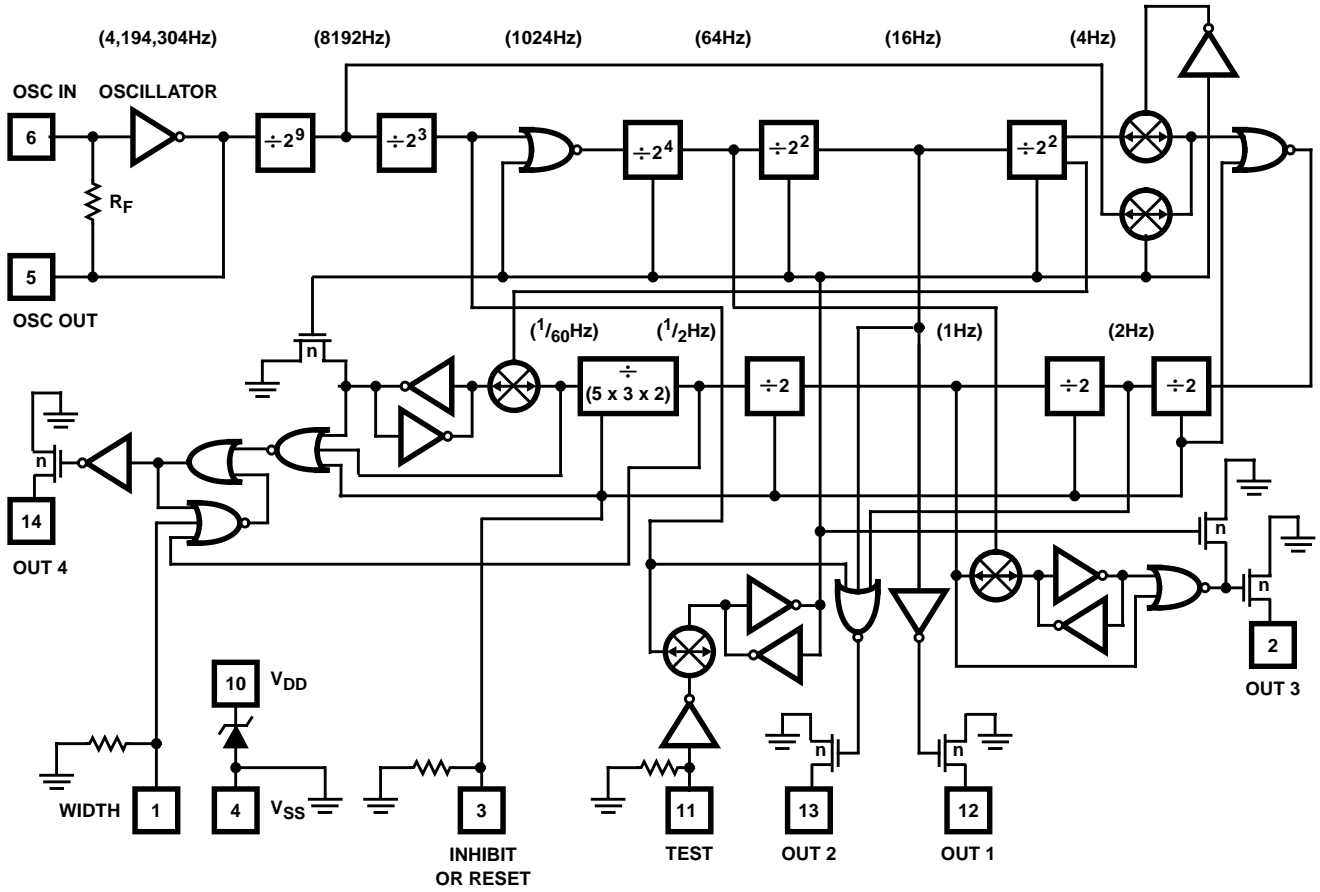 (4,194,304Hz) (8192Hz) (1024Hz) (64Hz) (16Hz) (4Hz)
OSC IN OSCILLATOR
6 ÷2⁹ ÷2³ ÷2⁴ ÷2² ÷2²
R_F
5
OSC OUT
(¹/₆₀Hz) (¹/₂Hz) (1Hz) (2Hz)
n
÷
(5 x 3 x 2) ÷2 ÷2 ÷2
n
14
OUT 4
n
n
2
OUT 3
10 V_DD
n n
WIDTH 1 4 V_SS 3 11 13 12
INHIBIT
OR RESET TEST OUT 2 OUT 1